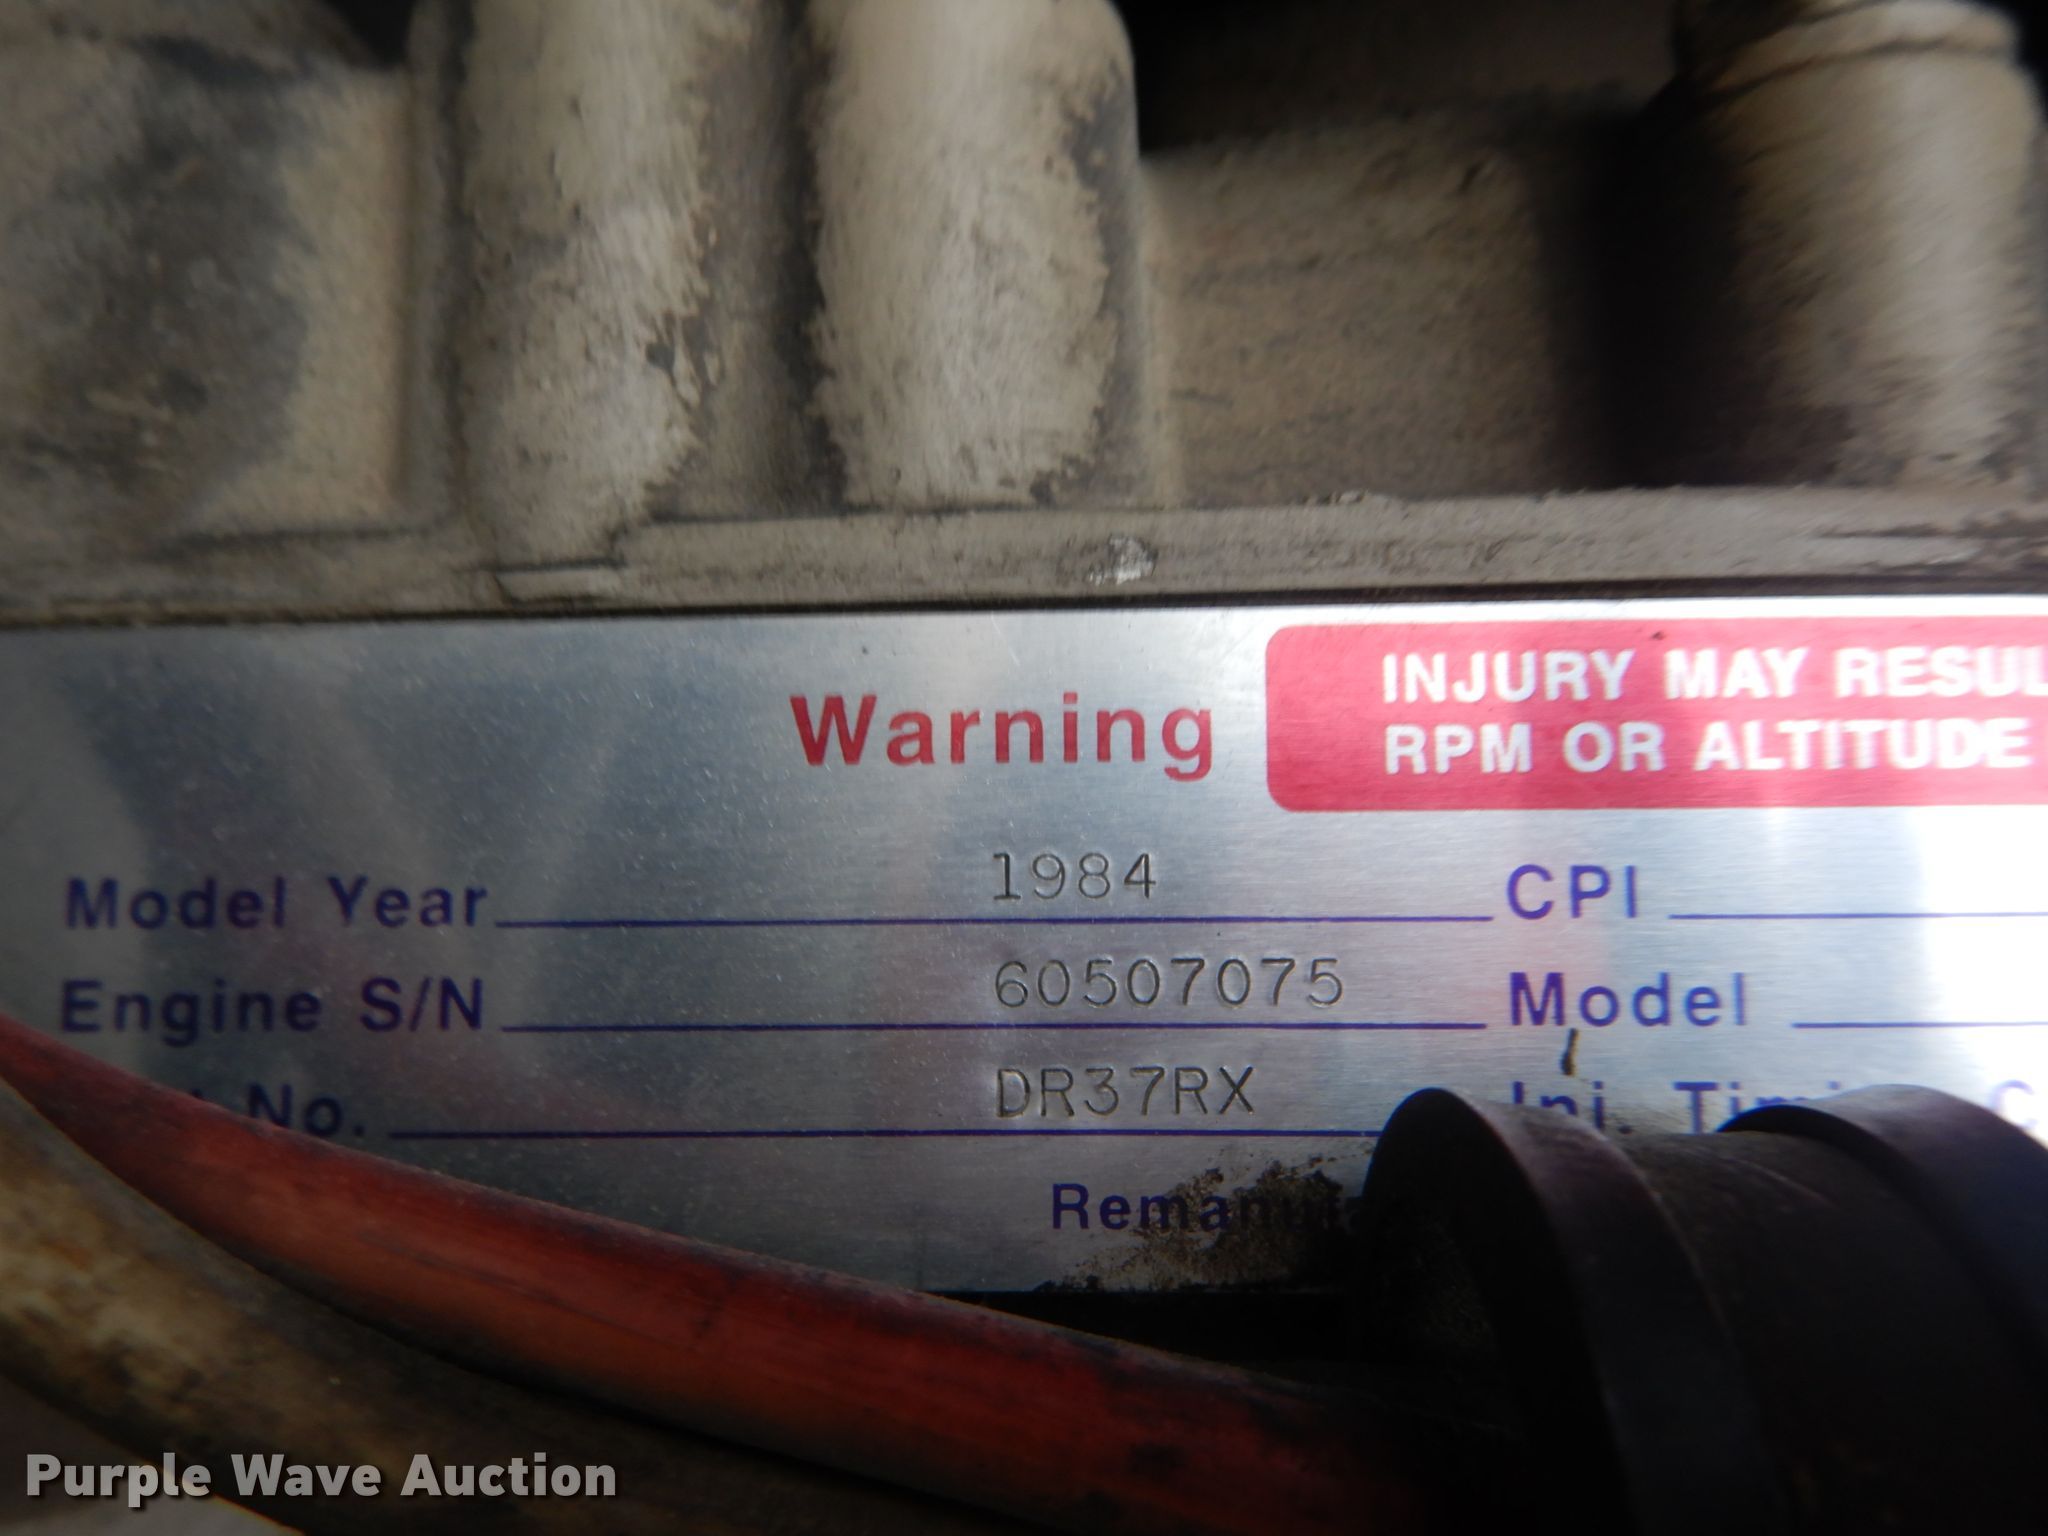 Warning
INJURY MAY RESUL
RPM OR ALTITUDE
Model Year 1984 CPI
Engine S/N 60507075 Model
No. DR37RX Inj.
Purple Wave Auction